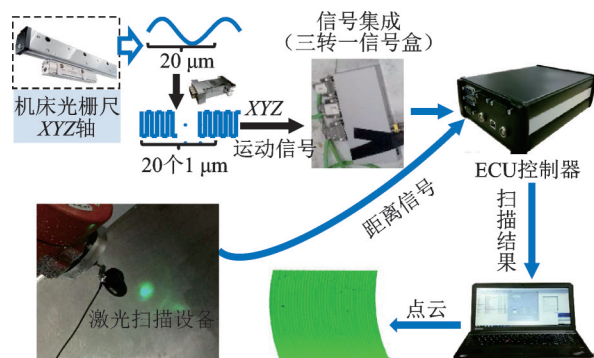 信号集成
（三转一信号盒）
20 μm
机床光栅尺
XYZ轴
XYZ
运动信号
20个1 μm
ECU控制器
距离信号
扫描结果
激光扫描设备
点云